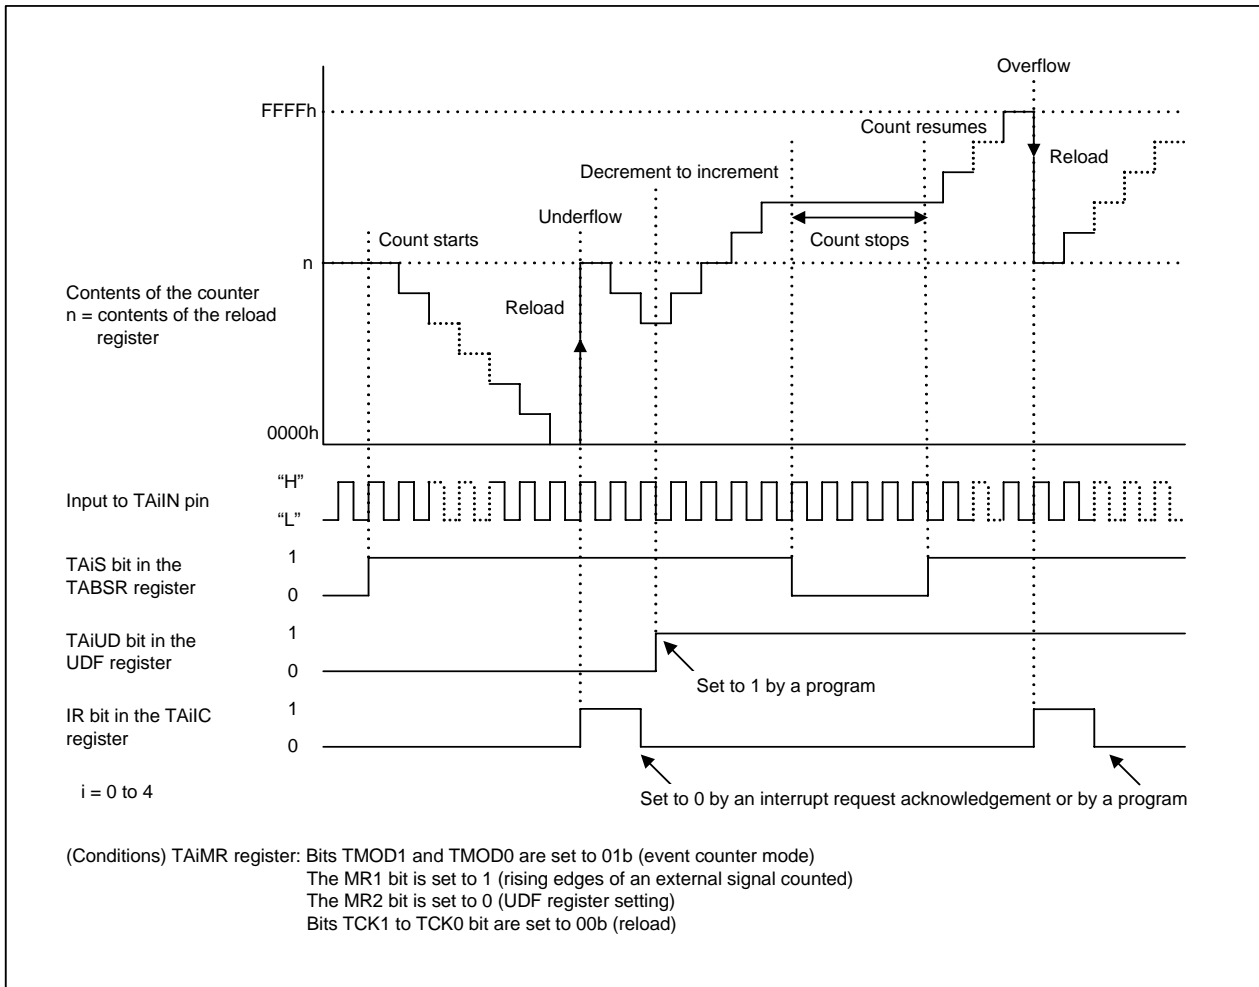 Overflow
FFFFh
Count resumes
Reload
Decrement to increment
Underflow
Count starts
Count stops
n
Contents of the counter
n = contents of the reload
register
Reload
0000h
“H”
Input to TAiIN pin
“L”
TAiS bit in the
TABSR register
1
0
TAiUD bit in the
UDF register
1
0
Set to 1 by a program
IR bit in the TAiIC
register
1
0
i = 0 to 4
Set to 0 by an interrupt request acknowledgement or by a program
(Conditions) TAiMR register: Bits TMOD1 and TMOD0 are set to 01b (event counter mode)
The MR1 bit is set to 1 (rising edges of an external signal counted)
The MR2 bit is set to 0 (UDF register setting)
Bits TCK1 to TCK0 bit are set to 00b (reload)